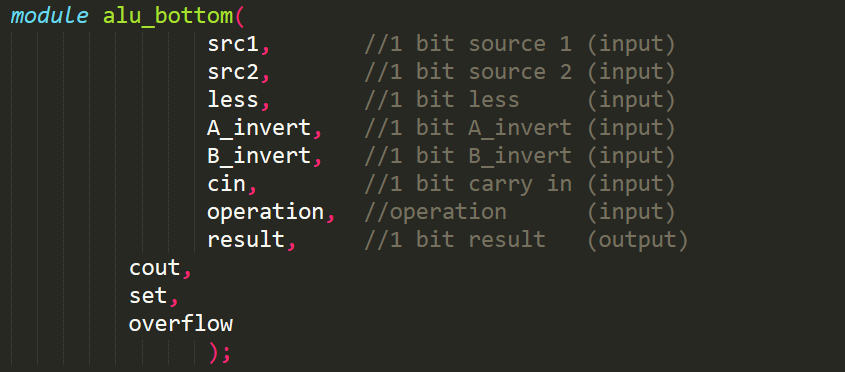 module alu_bottom(
src1,       //1 bit source 1 (input)
src2,       //1 bit source 2 (input)
less,       //1 bit less     (input)
A_invert,   //1 bit A_invert (input)
B_invert,   //1 bit B_invert (input)
cin,        //1 bit carry in (input)
operation,  //operation      (input)
result,     //1 bit result   (output)
cout,
set,
overflow
);